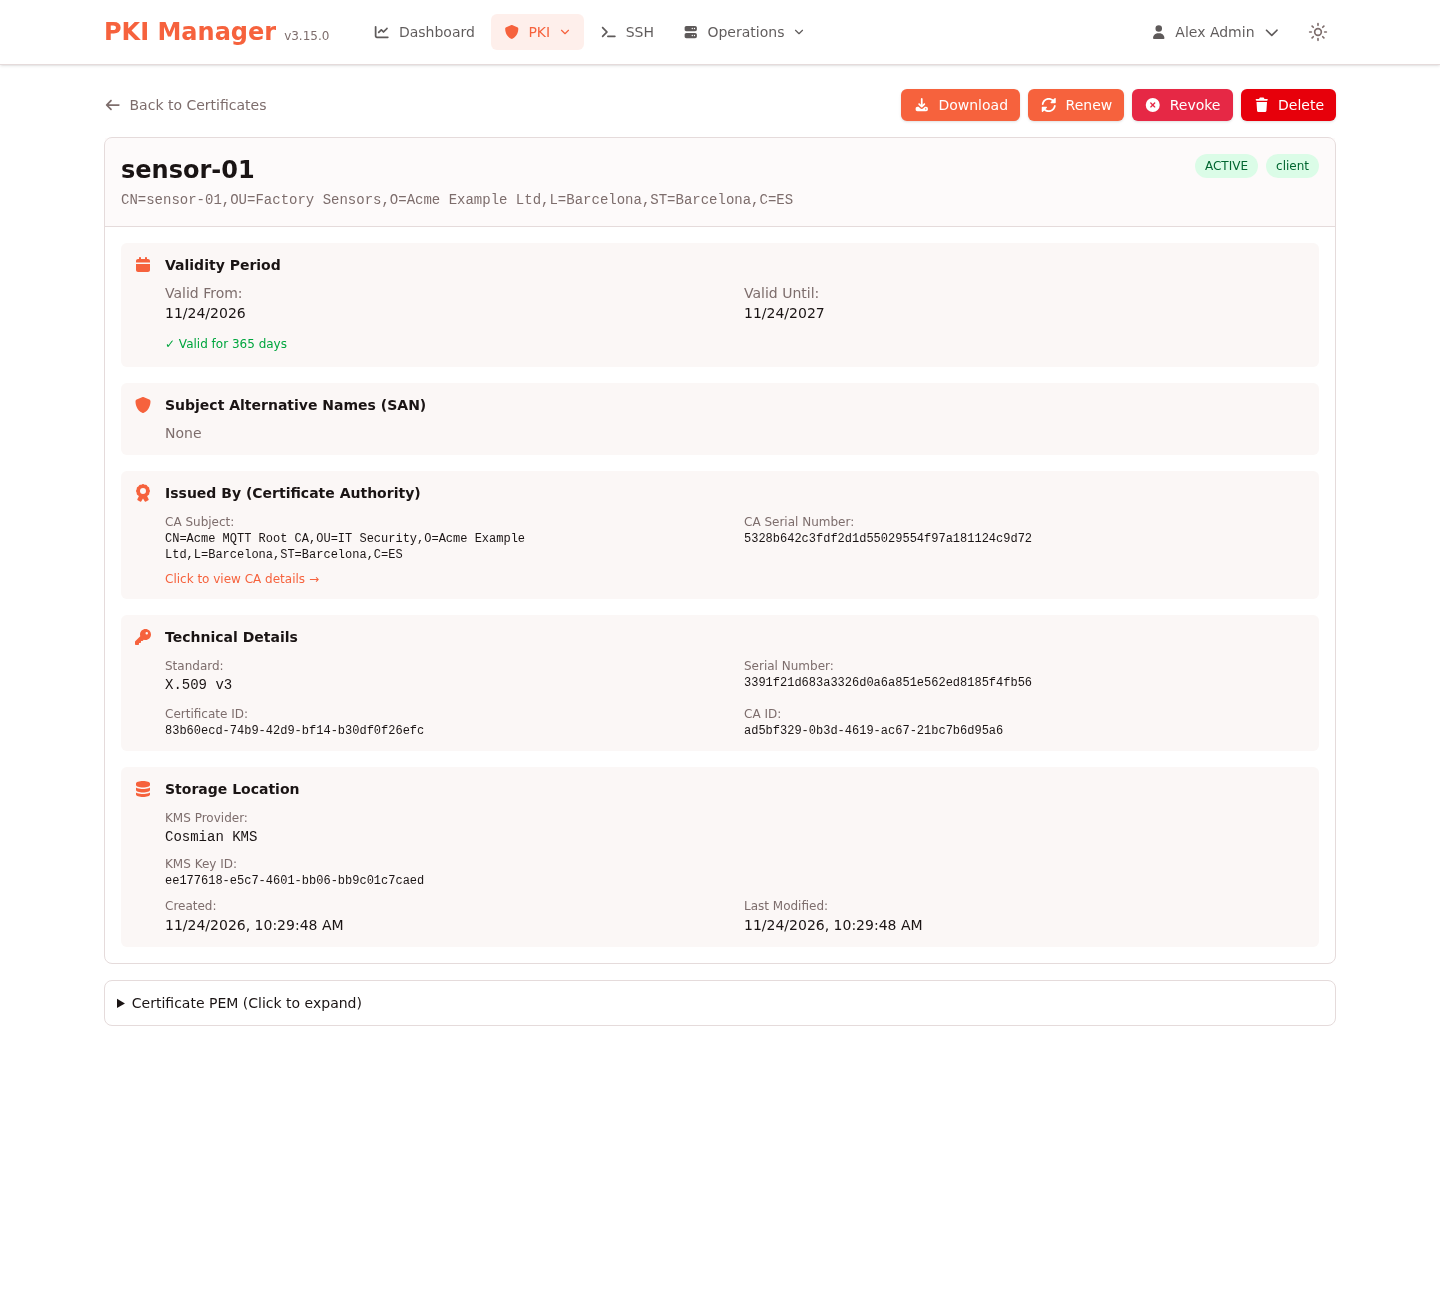 PKI Manager v3.15.0 Dashboard PKI SSH Operations Alex Admin
Back to Certificates Download Renew Revoke Delete
sensor-01 ACTIVE client
CN=sensor-01,OU=Factory Sensors,O=Acme Example Ltd,L=Barcelona,ST=Barcelona,C=ES
Validity Period
Valid From: Valid Until:
11/24/2026 11/24/2027
✓ Valid for 365 days
Subject Alternative Names (SAN)
None
Issued By (Certificate Authority)
CA Subject: CA Serial Number:
CN=Acme MQTT Root CA,OU=IT Security,O=Acme Example 5328b642c3fdf2d1d55029554f97a181124c9d72
Ltd,L=Barcelona,ST=Barcelona,C=ES
Click to view CA details →
Technical Details
Standard: Serial Number:
X.509 v3 3391f21d683a3326d0a6a851e562ed8185f4fb56
Certificate ID: CA ID:
83b60ecd-74b9-42d9-bf14-b30df0f26efc ad5bf329-0b3d-4619-ac67-21bc7b6d95a6
Storage Location
KMS Provider:
Cosmian KMS
KMS Key ID:
ee177618-e5c7-4601-bb06-bb9c01c7caed
Created: Last Modified:
11/24/2026, 10:29:48 AM 11/24/2026, 10:29:48 AM
Certificate PEM (Click to expand)